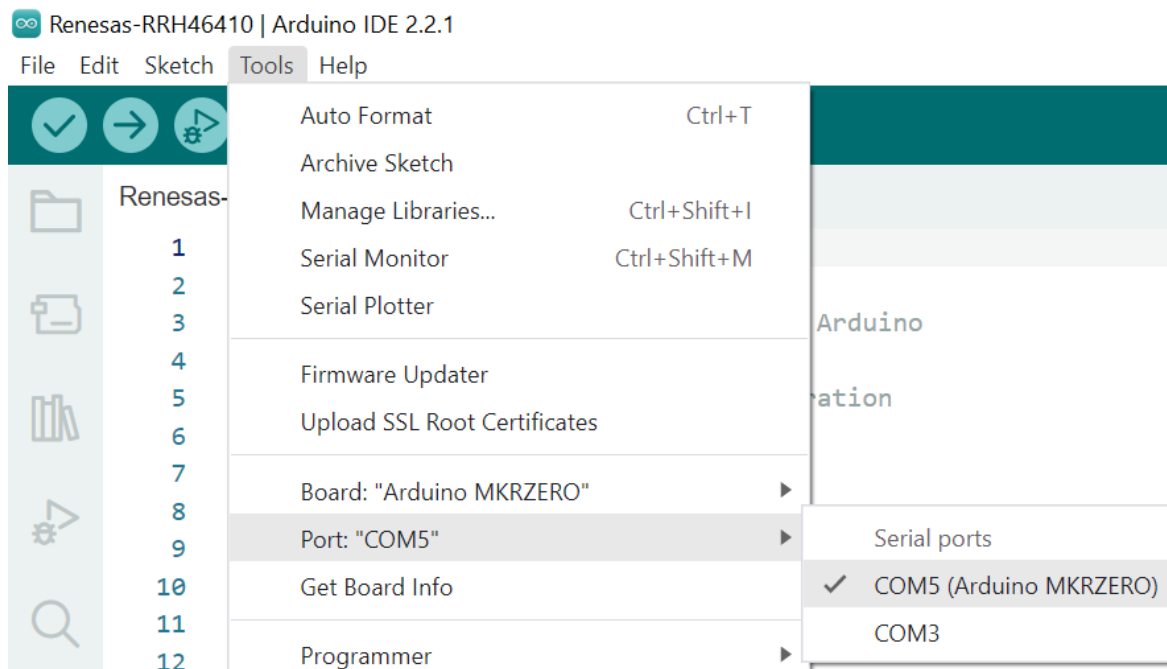 Renesas-RRH46410 | Arduino IDE 2.2.1
File Edit Sketch Tools Help
Auto Format Ctrl+T
Archive Sketch
Renesas-
Manage Libraries... Ctrl+Shift+I
1
Serial Monitor Ctrl+Shift+M
2
Serial Plotter
3 Arduino
4
Firmware Updater
5 ration
Upload SSL Root Certificates
6
7
Board: "Arduino MKRZERO"
8
Port: "COM5" Serial ports
9
10 Get Board Info COM5 (Arduino MKRZERO)
11
COM3
12 Programmer